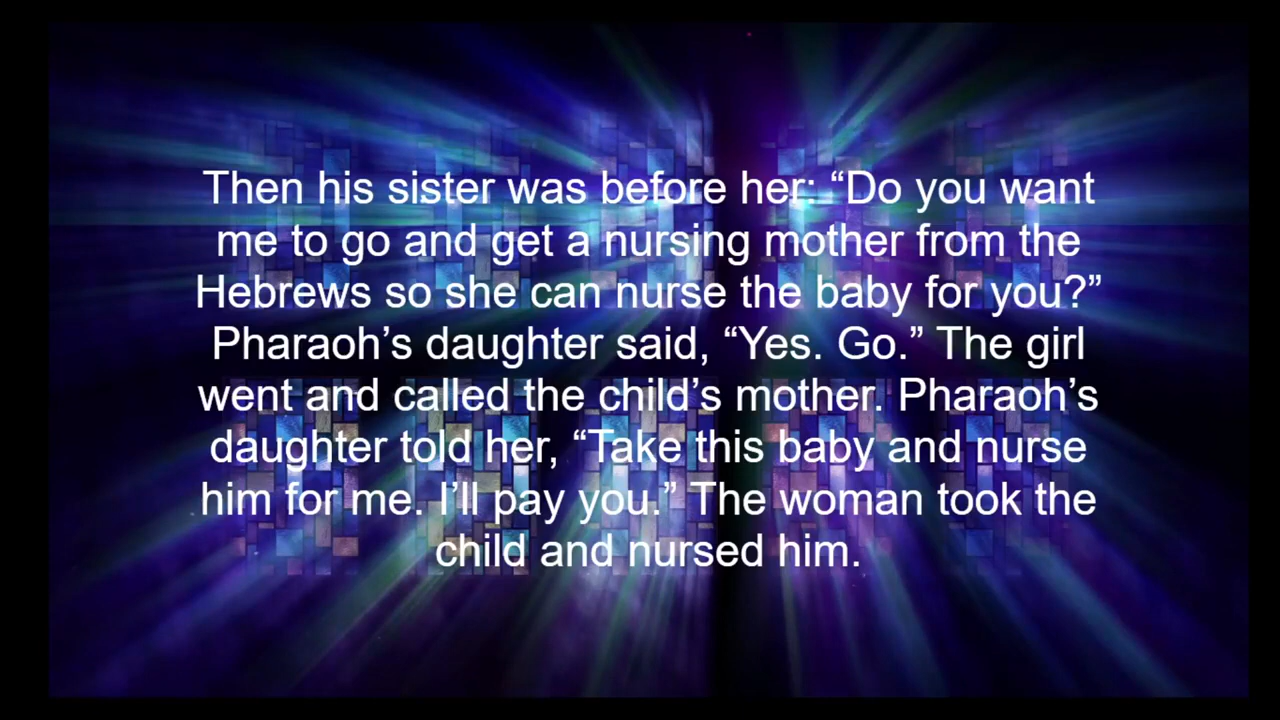 Then his sister was before her: “Do you want
me to go and get a nursing mother from the
Hebrews so she can nurse the baby for you?”
Pharaoh’s daughter said, “Yes. Go.” The girl
went and called the child’s mother. Pharaoh’s
daughter told her, “Take this baby and nurse
him for me. I’ll pay you.” The woman took the
child and nursed him.